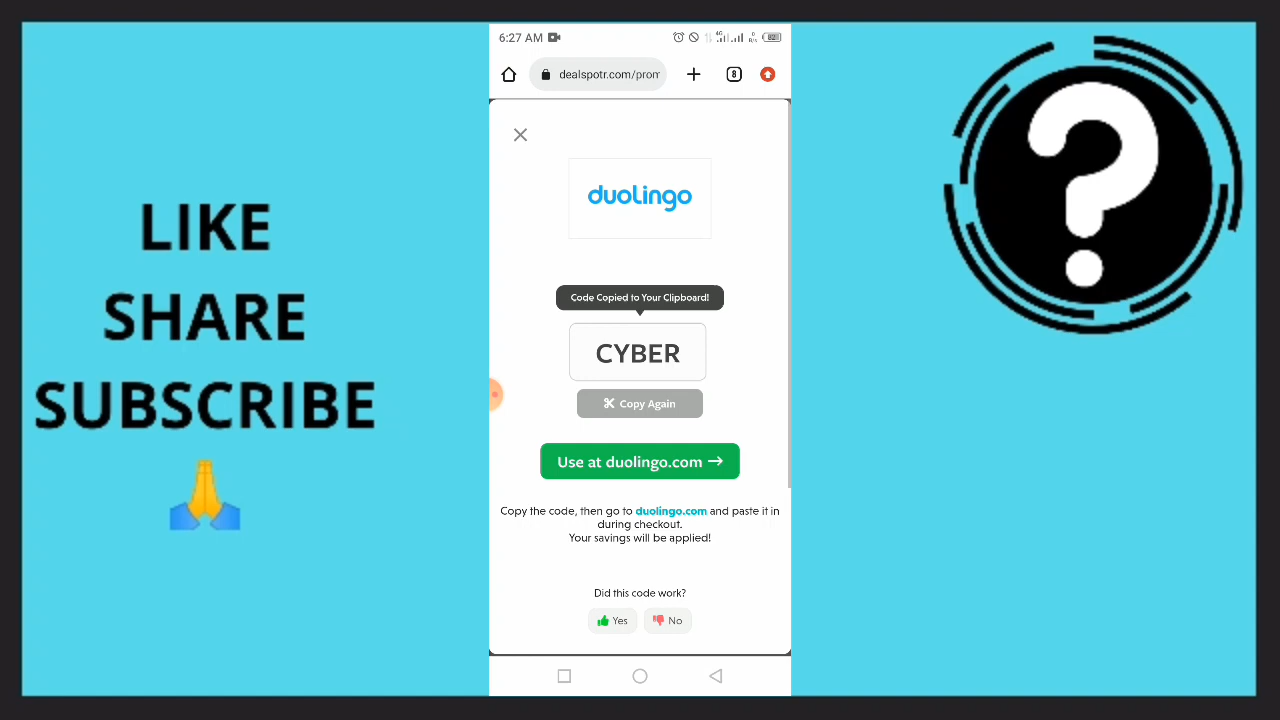 LIKE
SHARE
SUBSCRIBE
6:27 AM
4G
82
dealspotr.com/prom
8
duolingo
Code Copied to Your Clipboard!
CYBER
Copy Again
Use at duolingo.com →
Copy the code, then go to duolingo.com and paste it in
during checkout.
Your savings will be applied!
Did this code work?
Yes
No
?